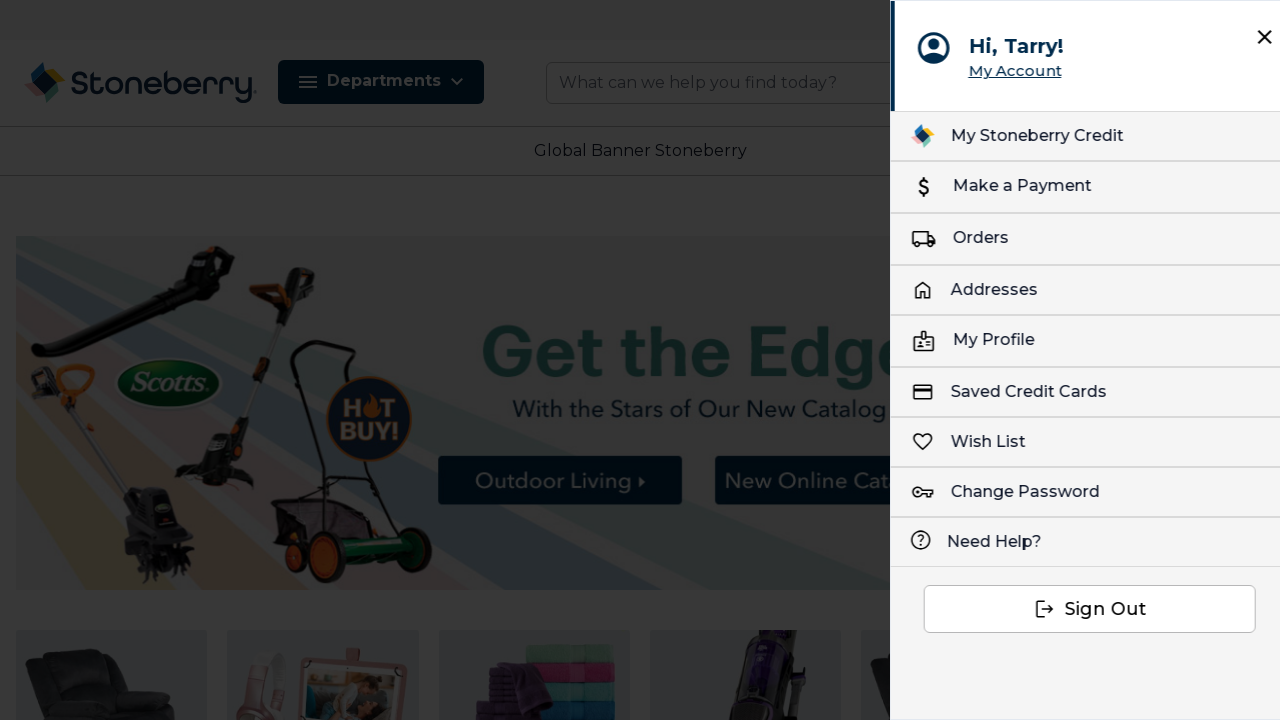 Hi, Tarry!
My Account
Stoneberry
Departments
What can we help you find today?
Global Banner Stoneberry
My Stoneberry Credit
Make a Payment
Orders
Addresses
My Profile
Saved Credit Cards
Wish List
Change Password
Need Help?
Sign Out
Get the Edge
With the Stars of Our New Catalog
Scotts
HOT
BUY!
Outdoor Living
New Online Cat